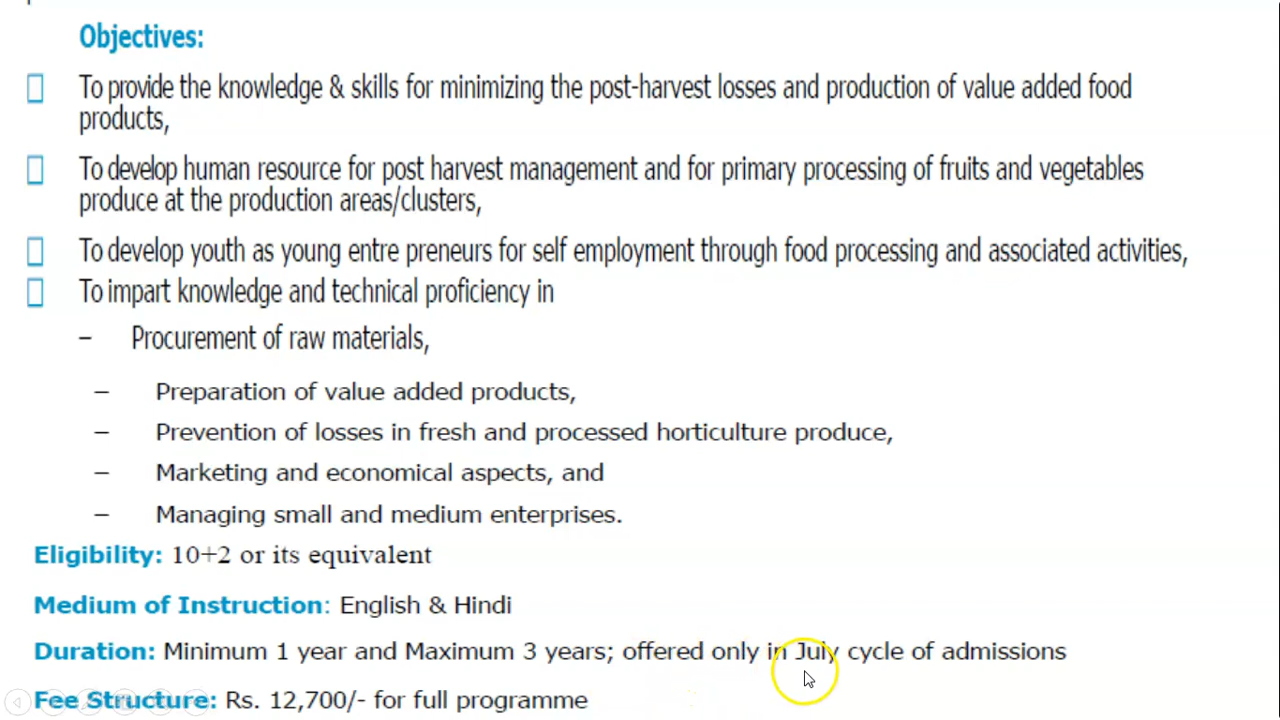 Objectives:
To provide the knowledge & skills for minimizing the post-harvest losses and production of value added food
products,
To develop human resource for post harvest management and for primary processing of fruits and vegetables
produce at the production areas/clusters,
To develop youth as young entre preneurs for self employment through food processing and associated activities,
To impart knowledge and technical proficiency in
– Procurement of raw materials,
– Preparation of value added products,
– Prevention of losses in fresh and processed horticulture produce,
– Marketing and economical aspects, and
– Managing small and medium enterprises.
Eligibility: 10+2 or its equivalent
Medium of Instruction: English & Hindi
Duration: Minimum 1 year and Maximum 3 years; offered only in July cycle of admissions
Fee Structure: Rs. 12,700/- for full programme